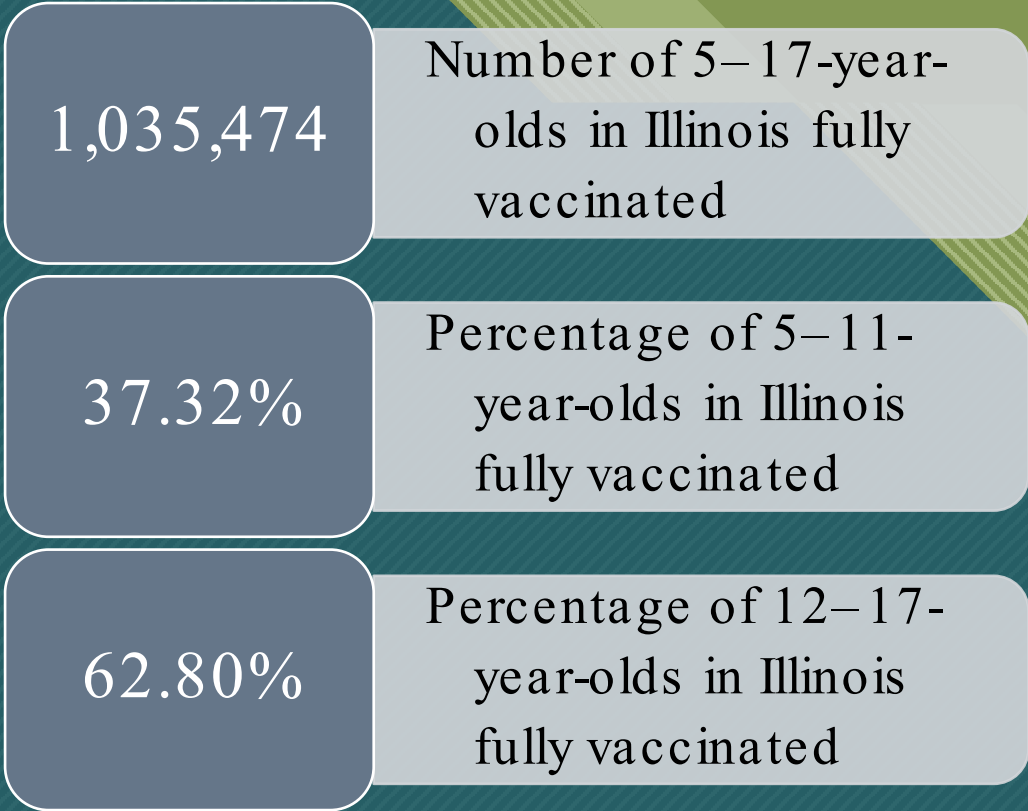 1,035,474
Number of 5–17-year-
olds in Illinois fully
vaccinated
37.32%
Percentage of 5–11-
year-olds in Illinois
fully vaccinated
62.80%
Percentage of 12–17-
year-olds in Illinois
fully vaccinated